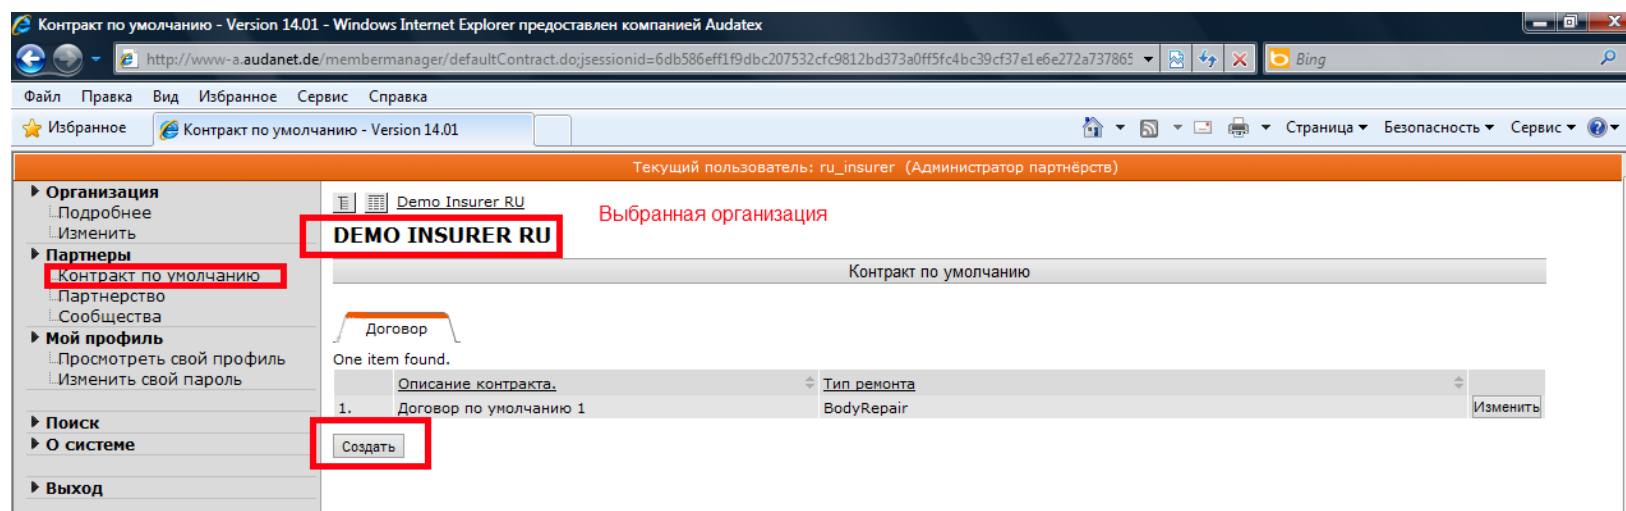 Контракт по умолчанию - Version 14.01 - Windows Internet Explorer предоставлен компанией Audatex
http://www-a.audanet.de/membermanager/defaultContract.do;jsessionid=6db586eff1f9dbc207532cfc9812bd373a0ff5fc4bc39cf37e1e6e272a737865
Bing
Файл Правка Вид Избранное Сервис Справка
Избранное Контракт по умолчанию - Version 14.01 Страница Безопасность Сервис
Текущий пользователь: ru_insurer (Администратор партнёрств)
Организация
Подробнее
Изменить
Партнеры
Контракт по умолчанию
Партнерство
Сообщества
Мой профиль
Просмотреть свой профиль
Изменить свой пароль
Поиск
О системе
Выход
Demo Insurer RU
Выбранная организация
DEMO INSURER RU
Контракт по умолчанию
Договор
One item found.
Описание контракта. Тип ремонта
1. Договор по умолчанию 1 BodyRepair Изменить
Создать